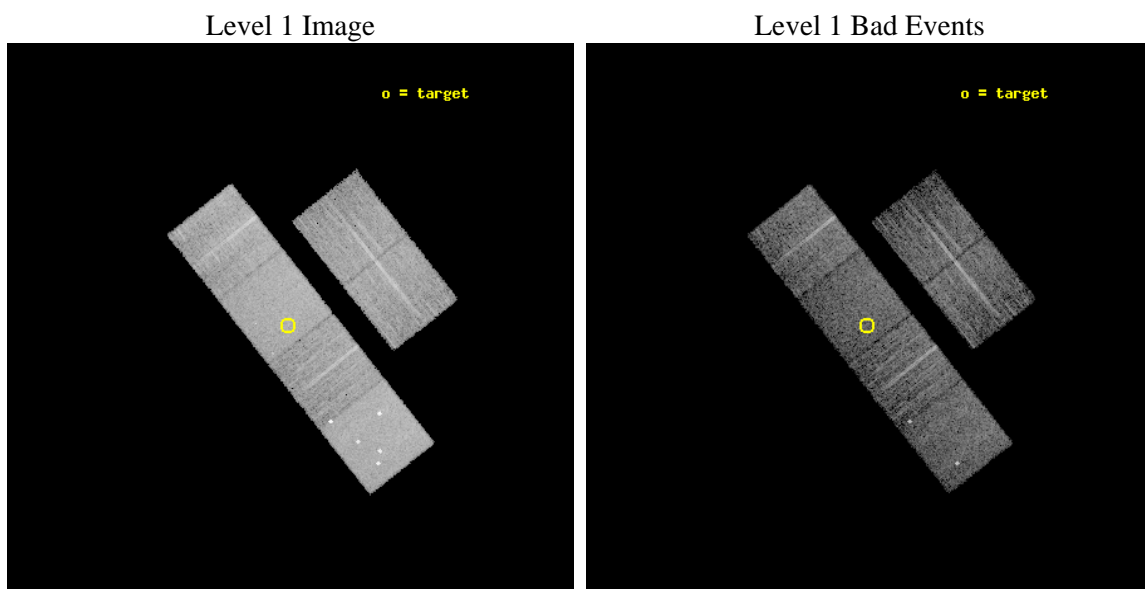 Level 1 Image
Level 1 Bad Events
o = target
o = target